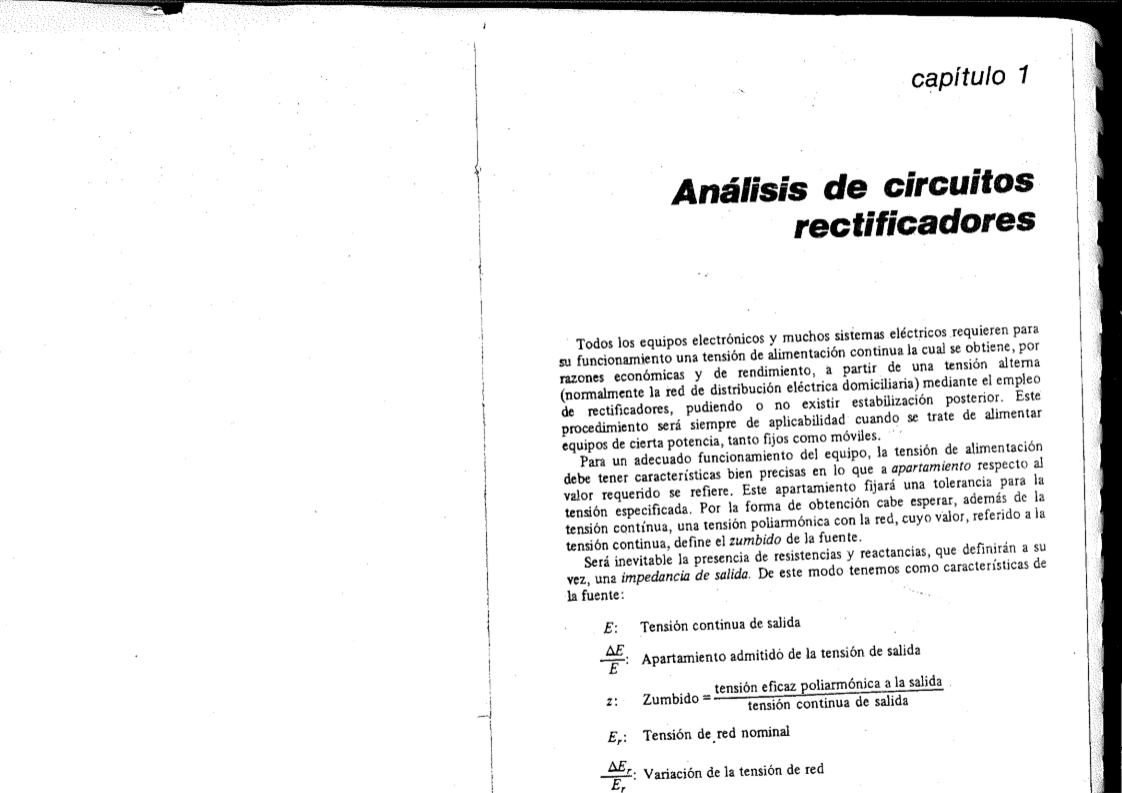 capítulo 1
Análisis de circuitos
rectificadores
Todos los equipos electrónicos y muchos sistemas eléctricos requieren para
su funcionamiento una tensión de alimentación continua la cual se obtiene, por
razones económicas y de rendimiento, a partir de una tensión alterna
(normalmente la red de distribución eléctrica domiciliaria) mediante el empleo
de rectificadores, pudiendo o no existir estabilización posterior. Este
procedimiento será siempre de aplicabilidad cuando se trate de alimentar
equipos de cierta potencia, tanto fijos como móviles.
Para un adecuado funcionamiento del equipo, la tensión de alimentación
debe tener características bien precisas en lo que a apartamiento respecto al
valor requerido se refiere. Este apartamiento fijará una tolerancia para la
tensión especificada. Por la forma de obtención cabe esperar, además de la
tensión contínua, una tensión poliarmónica con la red, cuyo valor, referido a la
tensión continua, define el zumbido de la fuente.
Será inevitable la presencia de resistencias y reactancias, que definirán a su
vez, una impedancia de salida. De este modo tenemos como características de
la fuente:
E: Tensión continua de salida
ΔE/E: Apartamiento admitido de la tensión de salida
z: Zumbido = tensión eficaz poliarmónica a la salida / tensión continua de salida
E_r: Tensión de red nominal
ΔE_r/E_r: Variación de la tensión de red